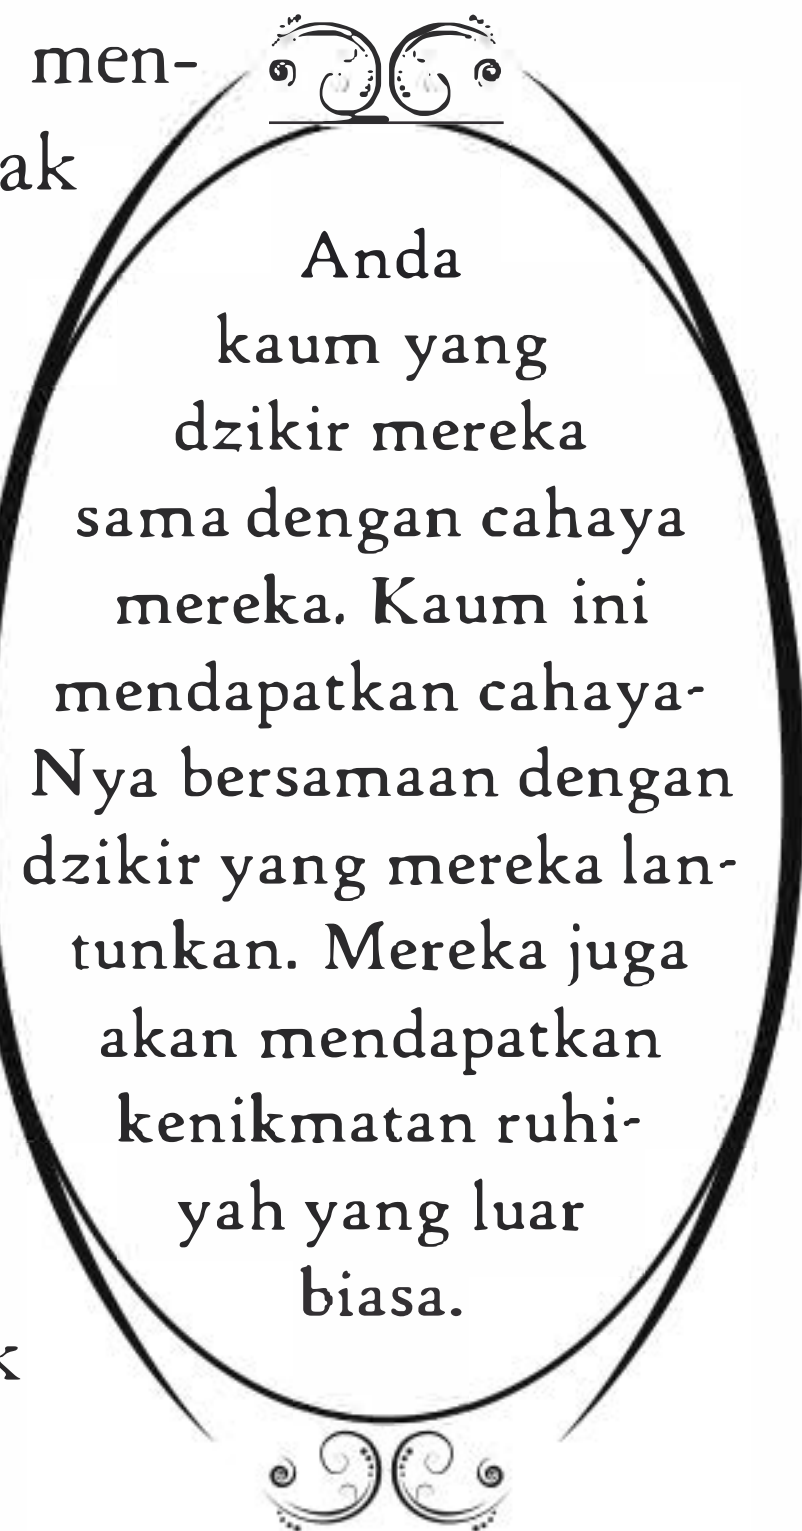 men-
ak
Anda
kaum yang
dzikir mereka
sama dengan cahaya
mereka. Kaum ini
mendapatkan cahaya-
Nya bersamaan dengan
dzikir yang mereka lan-
tunkan. Mereka juga
akan mendapatkan
kenikmatan ruhi-
yah yang luar
biasa.
k